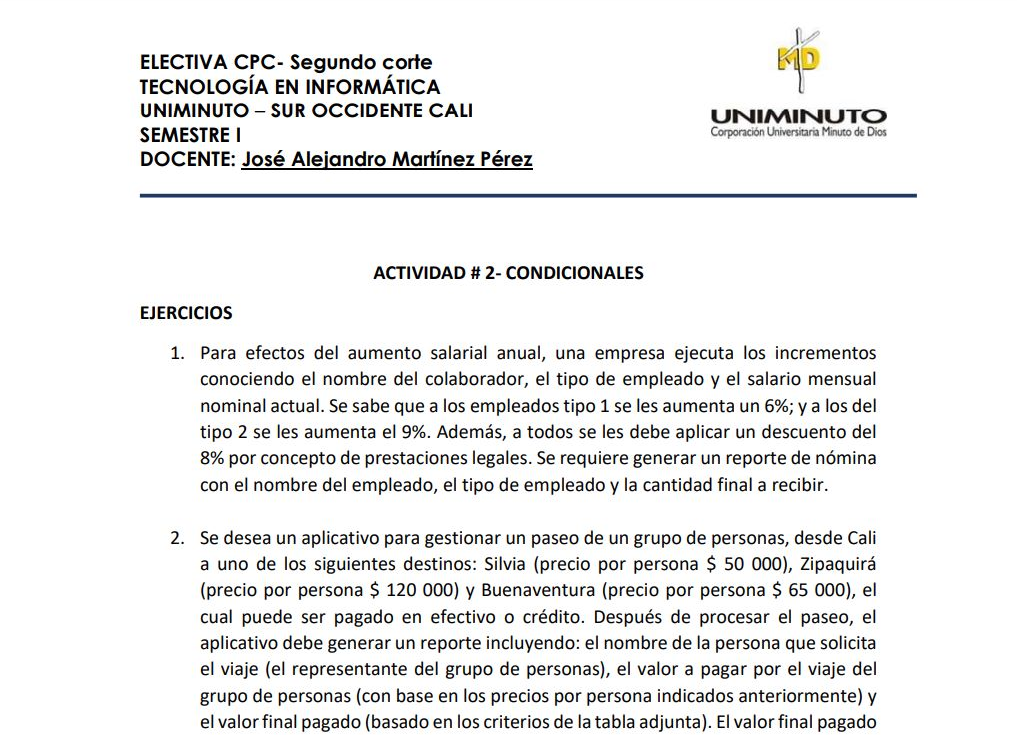 ELECTIVA CPC- Segundo corte
TECNOLOGÍA EN INFORMÁTICA
UNIMINUTO – SUR OCCIDENTE CALI
SEMESTRE I
DOCENTE: José Alejandro Martínez Pérez
MD
UNIMINUTO
Corporación Universitaria Minuto de Dios
ACTIVIDAD # 2- CONDICIONALES
EJERCICIOS
1. Para efectos del aumento salarial anual, una empresa ejecuta los incrementos
conociendo el nombre del colaborador, el tipo de empleado y el salario mensual
nominal actual. Se sabe que a los empleados tipo 1 se les aumenta un 6%; y a los del
tipo 2 se les aumenta el 9%. Además, a todos se les debe aplicar un descuento del
8% por concepto de prestaciones legales. Se requiere generar un reporte de nómina
con el nombre del empleado, el tipo de empleado y la cantidad final a recibir.
2. Se desea un aplicativo para gestionar un paseo de un grupo de personas, desde Cali
a uno de los siguientes destinos: Silvia (precio por persona $ 50 000), Zipaquirá
(precio por persona $ 120 000) y Buenaventura (precio por persona $ 65 000), el
cual puede ser pagado en efectivo o crédito. Después de procesar el paseo, el
aplicativo debe generar un reporte incluyendo: el nombre de la persona que solicita
el viaje (el representante del grupo de personas), el valor a pagar por el viaje del
grupo de personas (con base en los precios por persona indicados anteriormente) y
el valor final pagado (basado en los criterios de la tabla adjunta). El valor final pagado